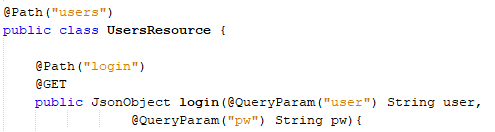 @Path("users")
public class UsersResource {
@Path("login")
@GET
public JsonObject login(@QueryParam("user") String user,
@QueryParam("pw") String pw){